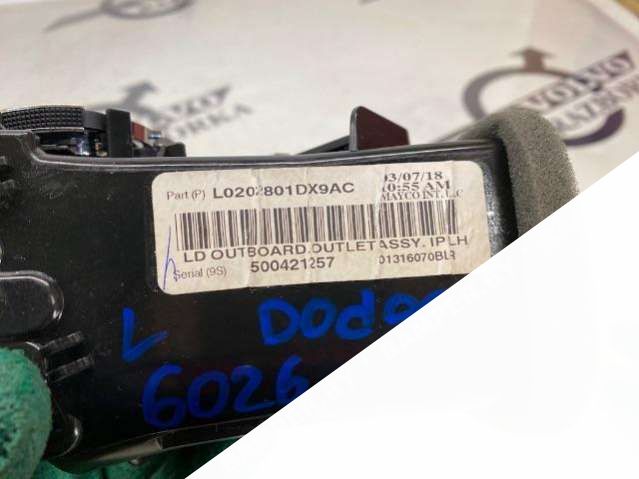 VOLVO
Part (P) L0202801DX9AC
03/07/18
10:55 AM
MAYCO INT. LLC
LD OUTBOARD OUTLET ASSY, IP LH
Serial (9S) 500421257
01316070BLR
L
6026